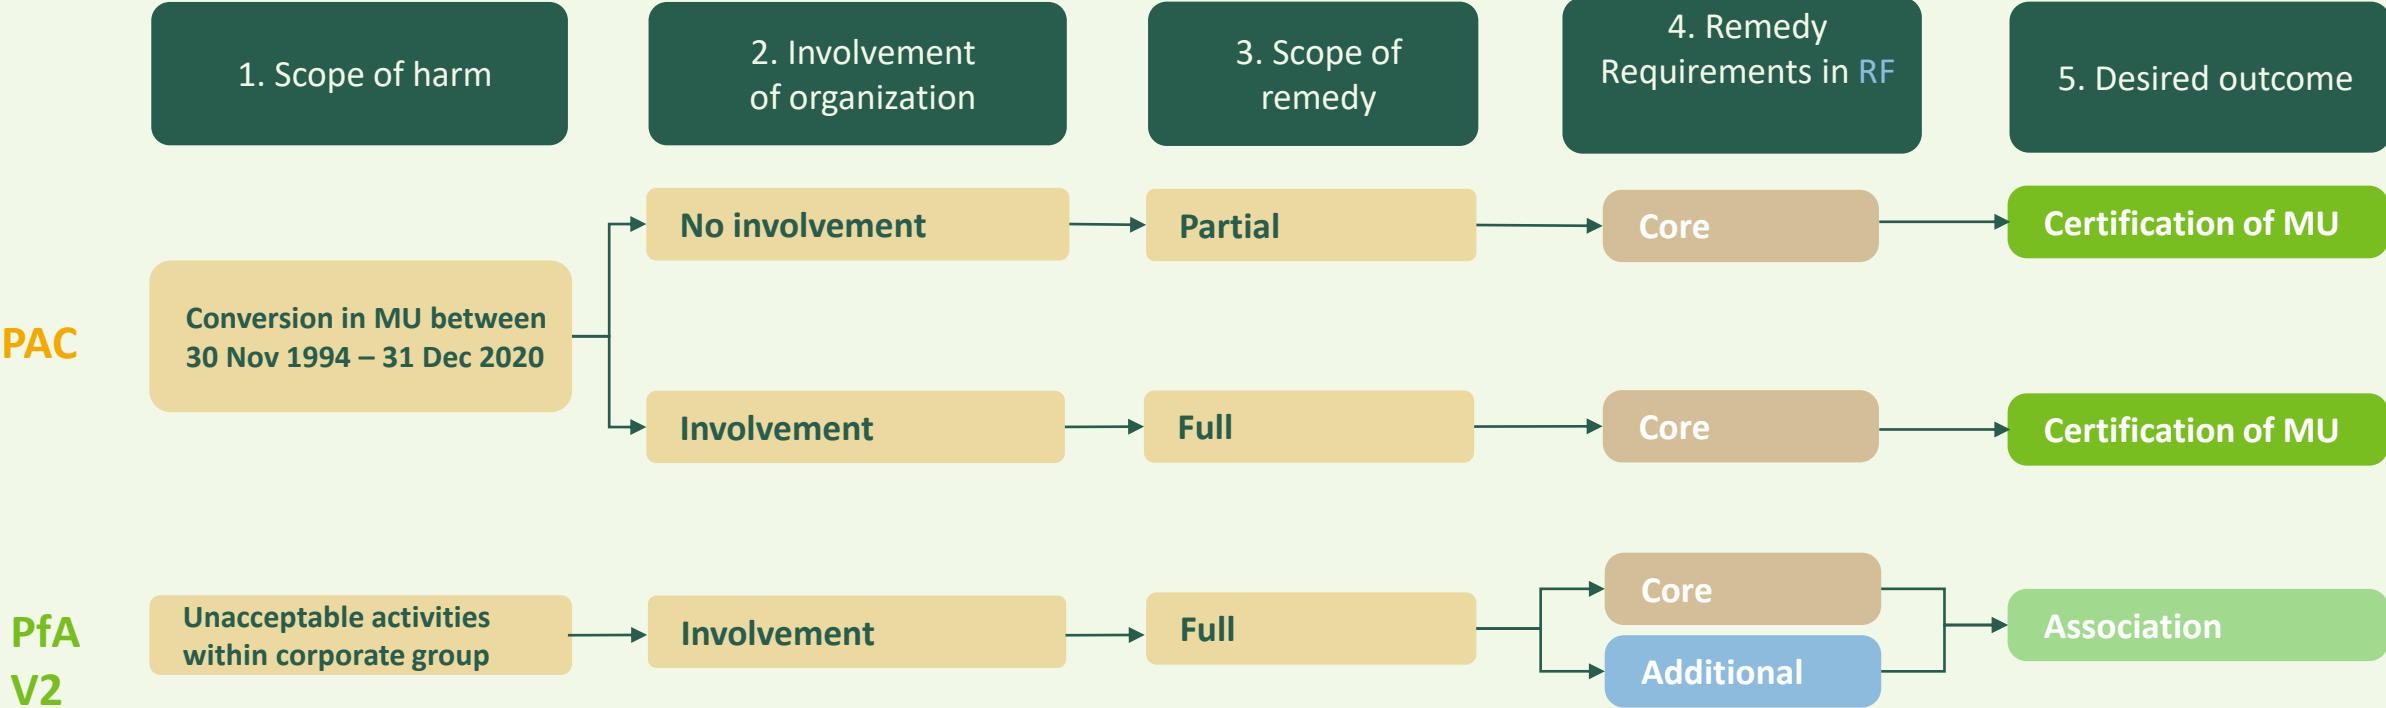 1. Scope of harm
2. Involvement
of organization
3. Scope of
remedy
4. Remedy
Requirements in RF
5. Desired outcome
PAC
Conversion in MU between
30 Nov 1994 – 31 Dec 2020
No involvement
Partial
Core
Certification of MU
Involvement
Full
Core
Certification of MU
PfA
V2
Unacceptable activities
within corporate group
Involvement
Full
Core
Additional
Association